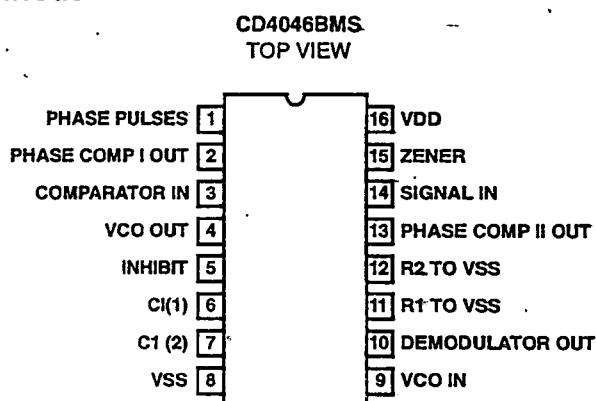 CD4046BMS
TOP VIEW
PHASE PULSES 1
PHASE COMP I OUT 2
COMPARATOR IN 3
VCO OUT 4
INHIBIT 5
CI(1) 6
C1 (2) 7
VSS 8
16 VDD
15 ZENER
14 SIGNAL IN
13 PHASE COMP II OUT
12 R2 TO VSS
11 R1 TO VSS
10 DEMODULATOR OUT
9 VCO IN